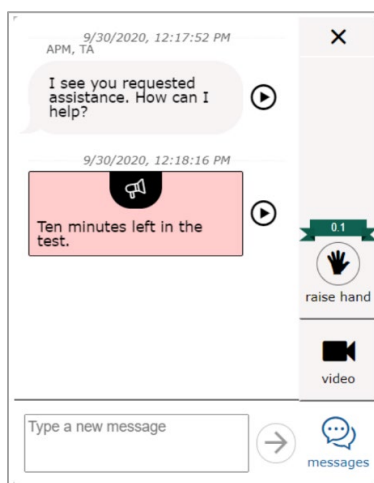 9/30/2020, 12:17:52 PM
APM, TA
I see you requested
assistance. How can I
help?
9/30/2020, 12:18:16 PM
Ten minutes left in the
test.
0.1
raise hand
video
Type a new message
messages